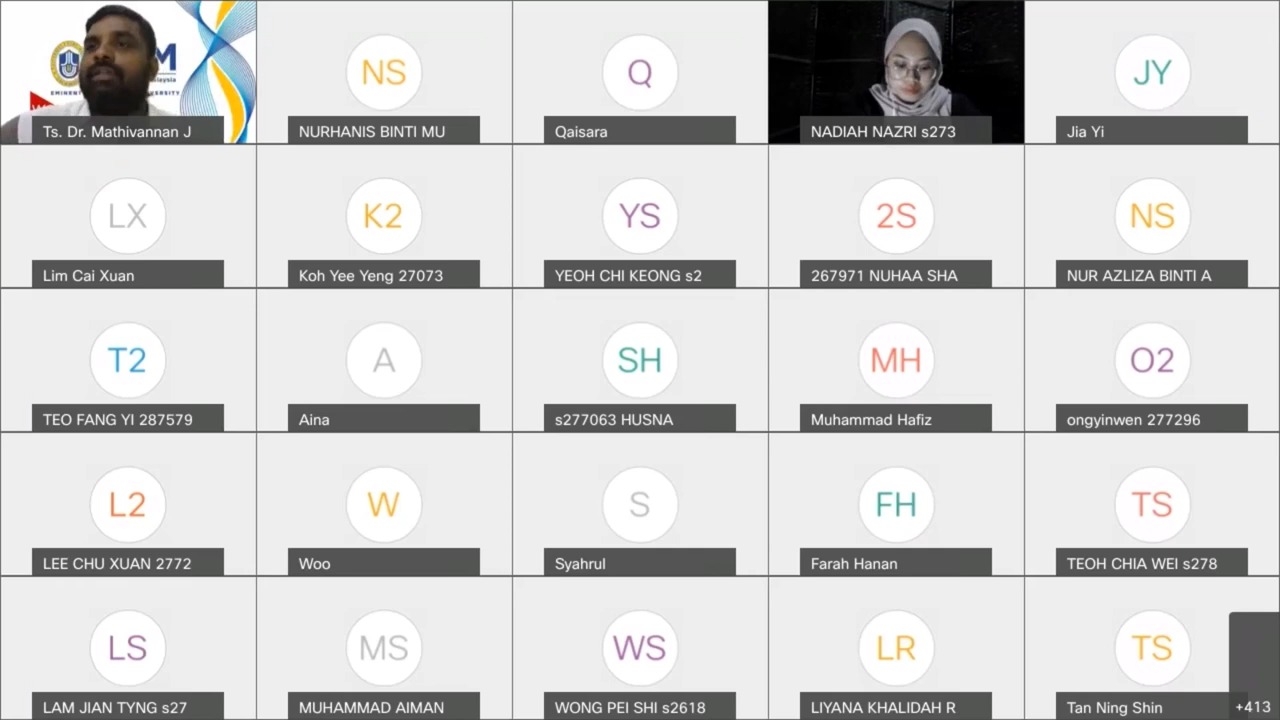 M
Malaysia
Ts. Dr. Mathivannan J
NS
NURHANIS BINTI MU
Q
Qaisara
NADIAH NAZRI s273
JY
Jia Yi
LX
Lim Cai Xuan
K2
Koh Yee Yeng 27073
YS
YEOH CHI KEONG s2
2S
267971 NUHAA SHA
NS
NUR AZLIZA BINTI A
T2
TEO FANG YI 287579
A
Aina
SH
s277063 HUSNA
MH
Muhammad Hafiz
O2
ongyinwen 277296
L2
LEE CHU XUAN 2772
W
Woo
S
Syahrul
FH
Farah Hanan
TS
TEOH CHIA WEI s278
LS
LAM JIAN TYNG s27
MS
MUHAMMAD AIMAN
WS
WONG PEI SHI s2618
LR
LIYANA KHALIDAH R
TS
Tan Ning Shin
+413